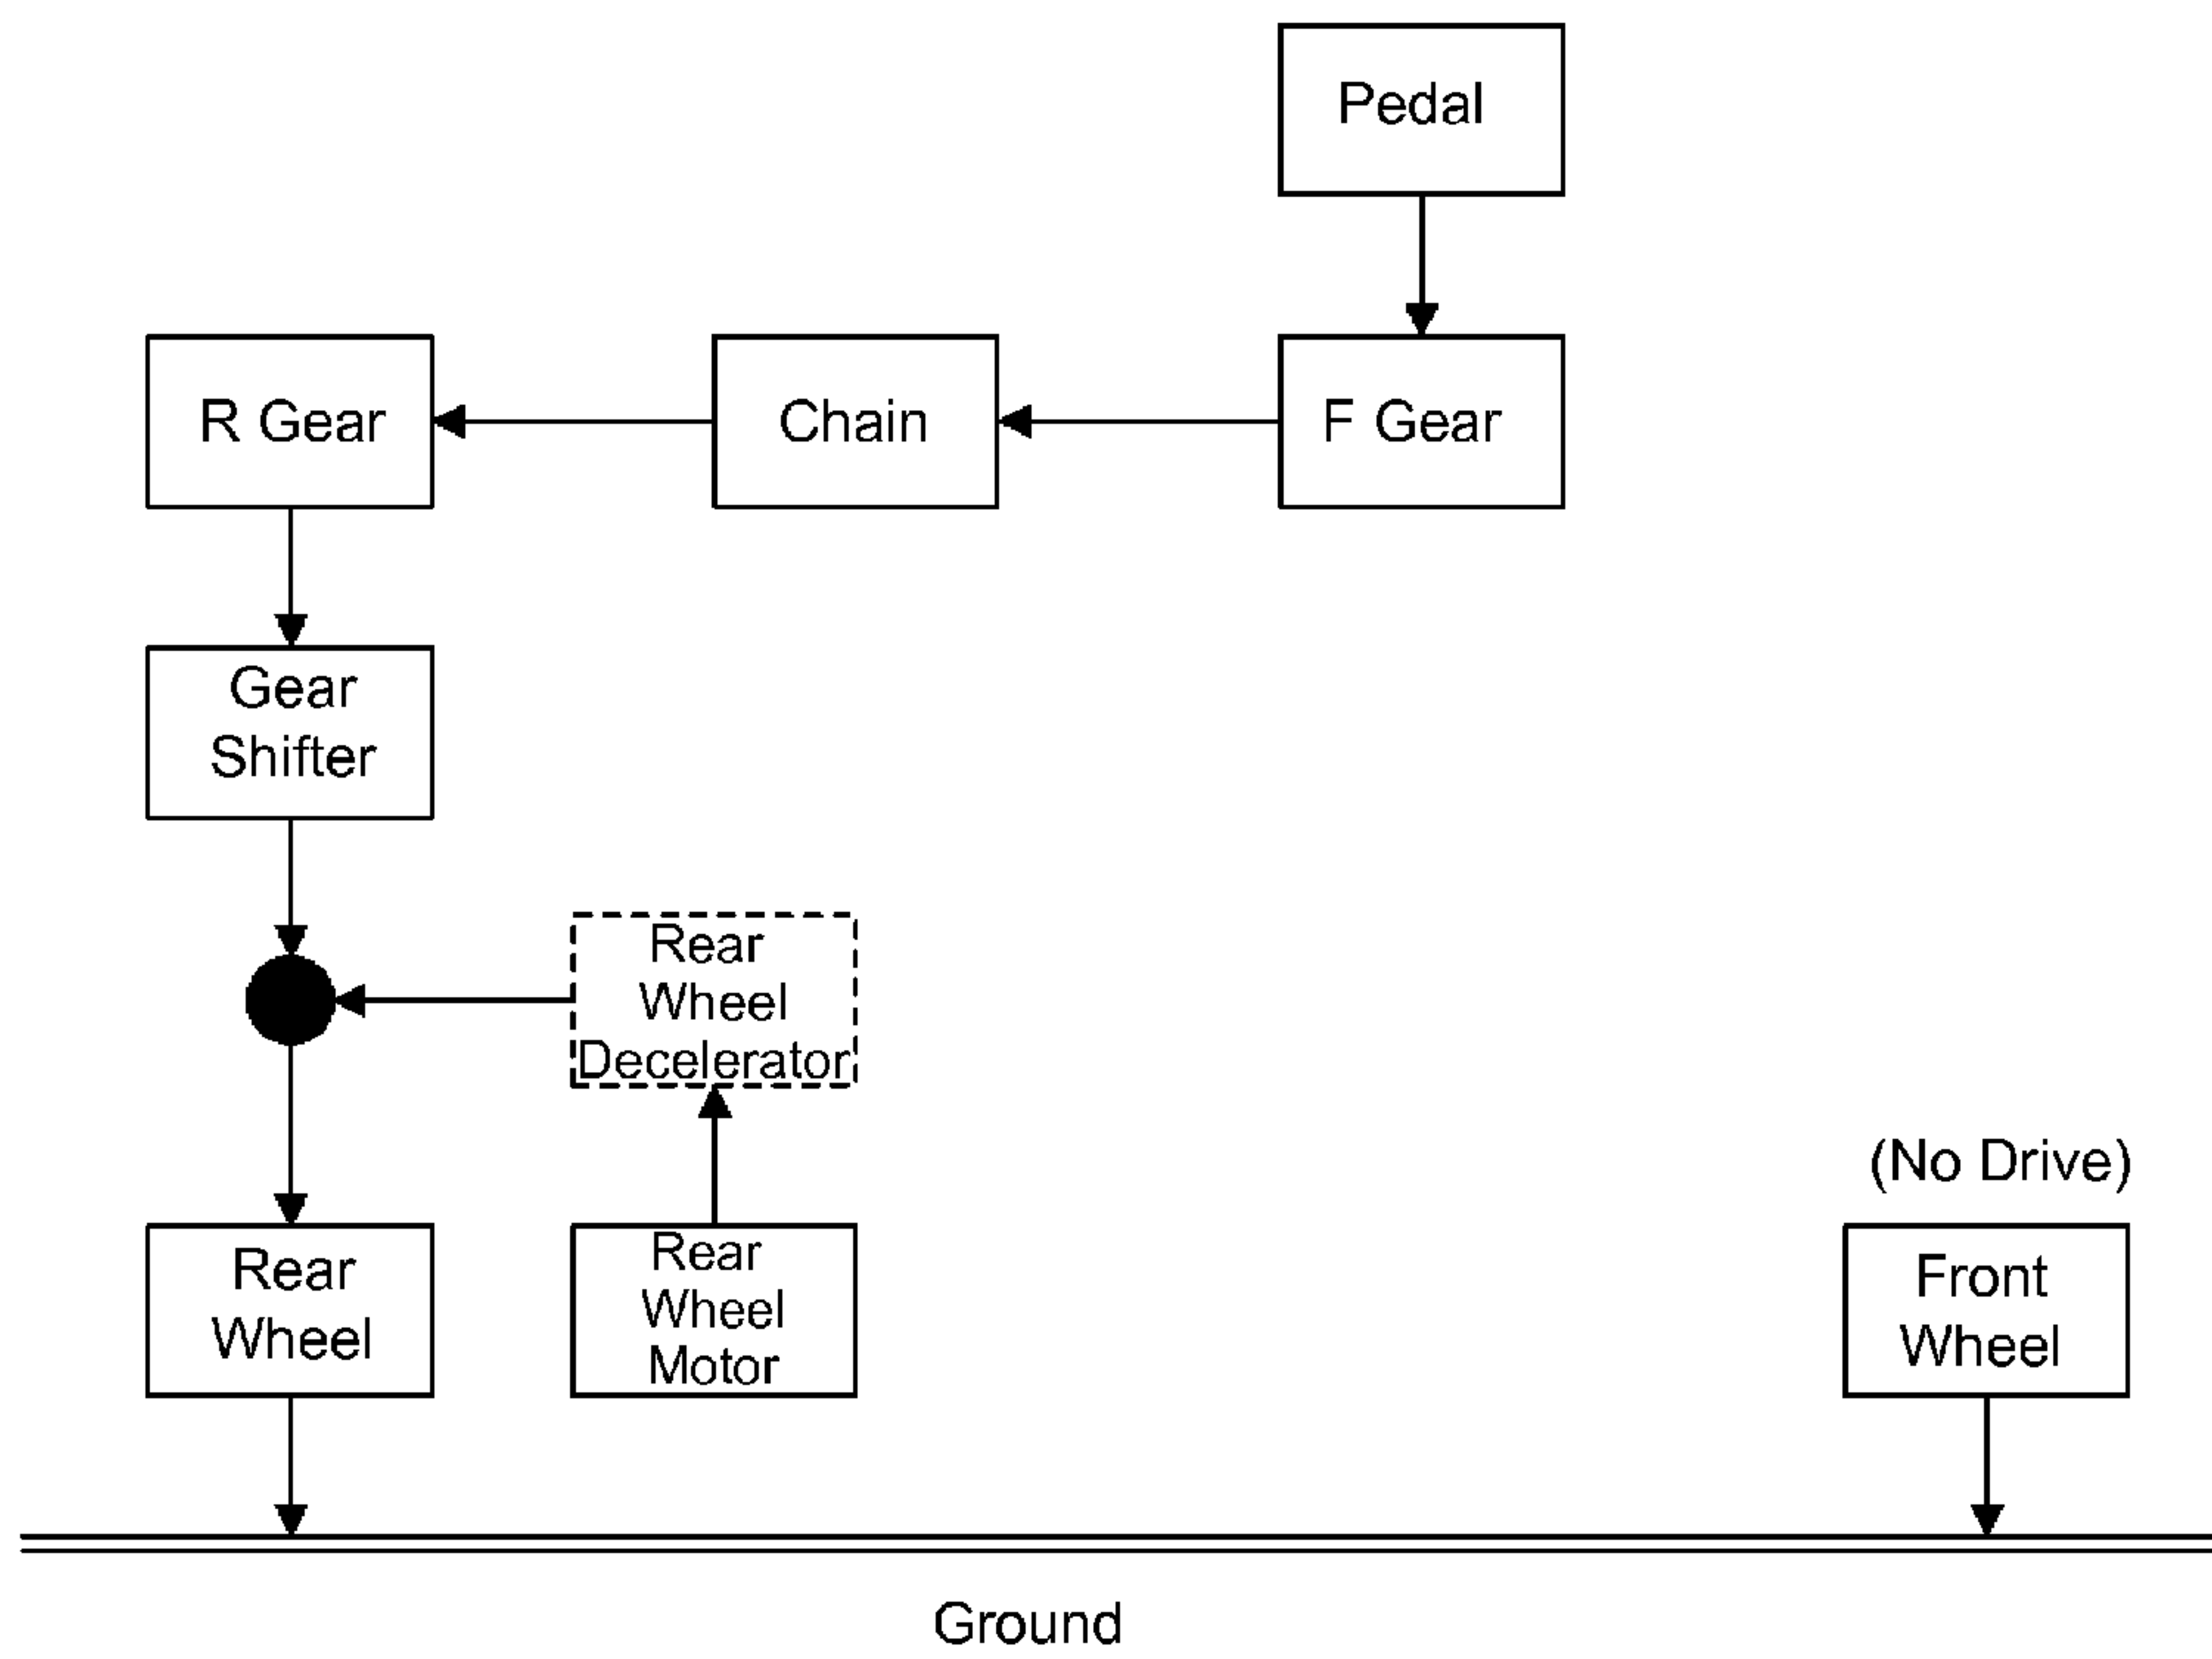 Pedal
R Gear
Chain
F Gear
Gear
Shifter
Rear
Wheel
Decelerator
(No Drive)
Rear
Wheel
Rear
Wheel
Motor
Front
Wheel
Ground